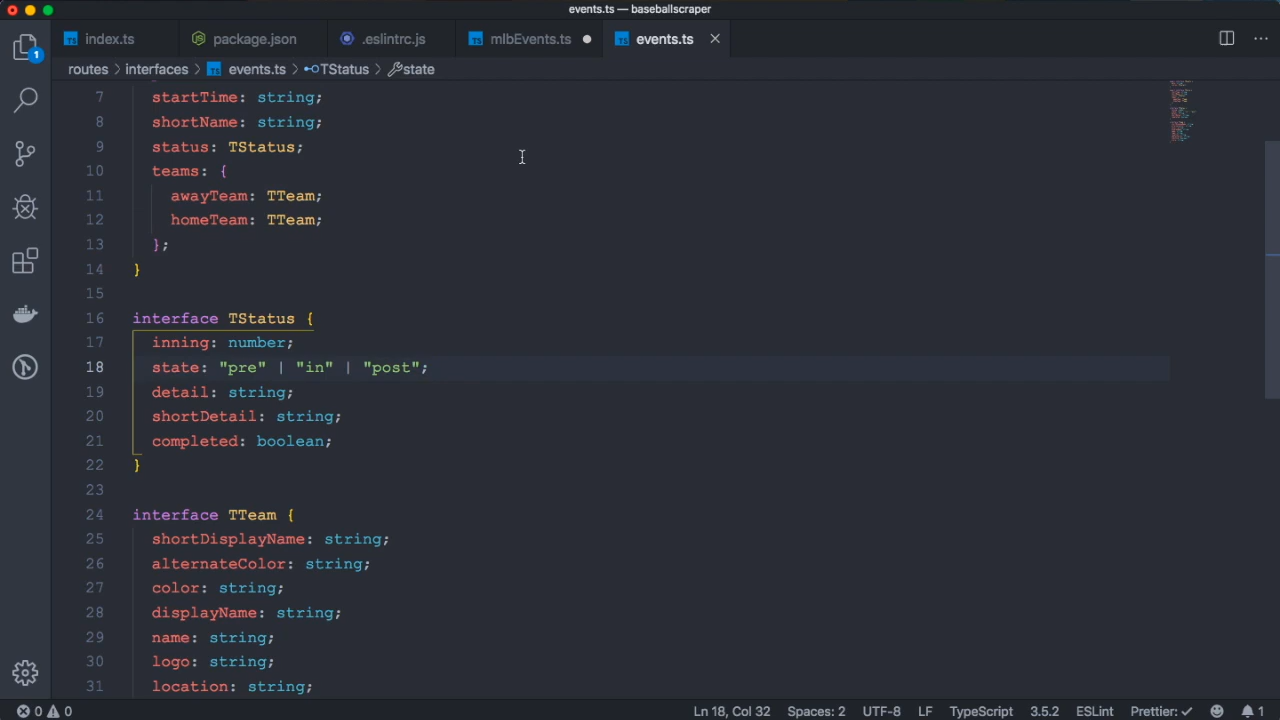 events.ts — baseballscraper
index.ts package.json .eslintrc.js mlbEvents.ts events.ts
routes > interfaces > events.ts > TStatus > state
7 startTime: string;
8 shortName: string;
9 status: TStatus;
10 teams: {
11 awayTeam: TTeam;
12 homeTeam: TTeam;
13 };
14 }
15
16 interface TStatus {
17 inning: number;
18 state: "pre" | "in" | "post";
19 detail: string;
20 shortDetail: string;
21 completed: boolean;
22 }
23
24 interface TTeam {
25 shortDisplayName: string;
26 alternateColor: string;
27 color: string;
28 displayName: string;
29 name: string;
30 logo: string;
31 location: string;
0 0 Ln 18, Col 32 Spaces: 2 UTF-8 LF TypeScript 3.5.2 ESLint Prettier: ✓ 1